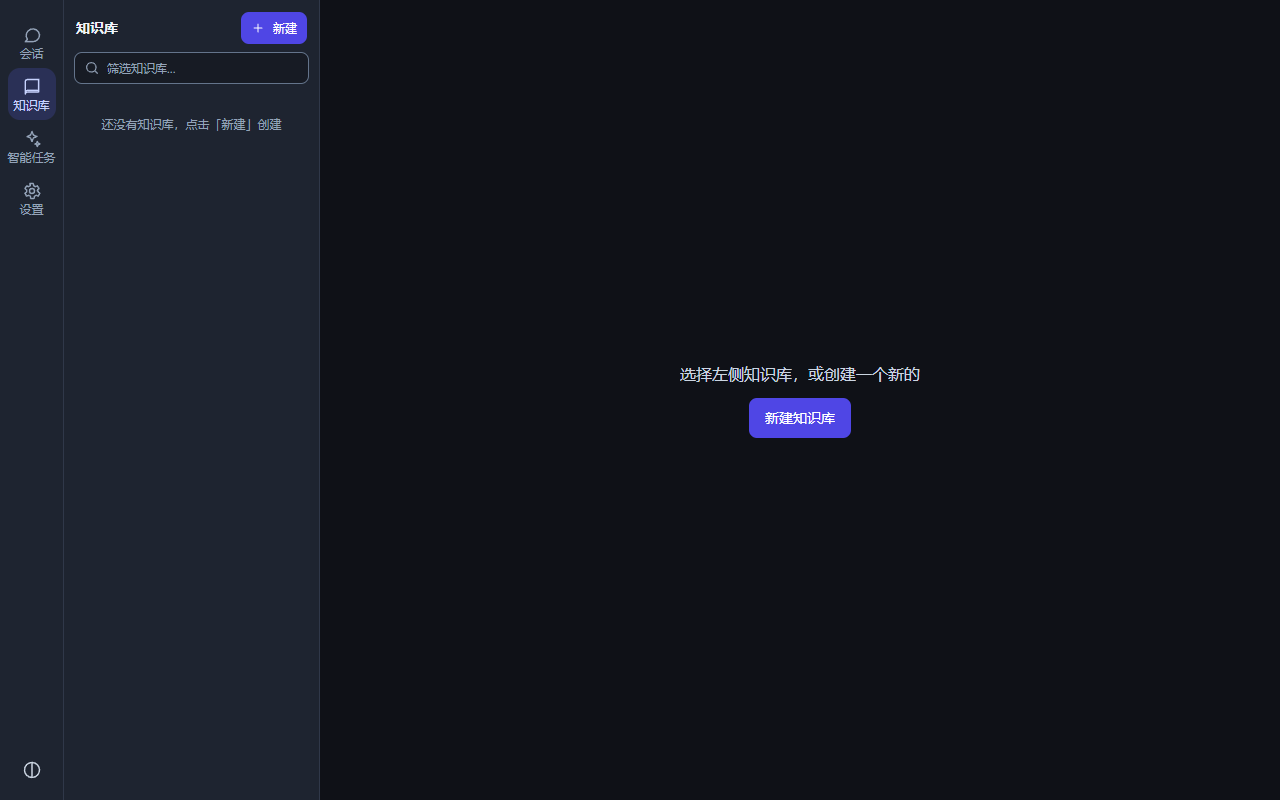 会话
知识库
智能任务
设置
知识库
新建
筛选知识库...
还没有知识库，点击「新建」创建
选择左侧知识库，或创建一个新的
新建知识库